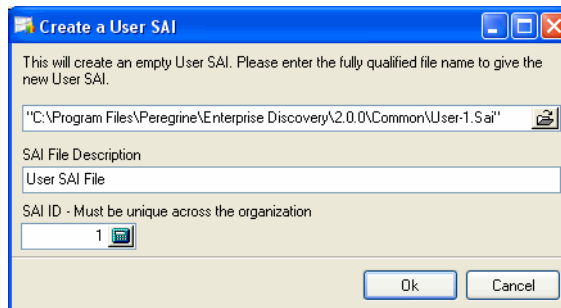 Create a User SAI
This will create an empty User SAI. Please enter the fully qualified file name to give the
new User SAI.
"C:\Program Files\Peregrine\Enterprise Discovery\2.0.0\Common\User-1.Sai"
SAI File Description
User SAI File
SAI ID - Must be unique across the organization
1
Ok Cancel